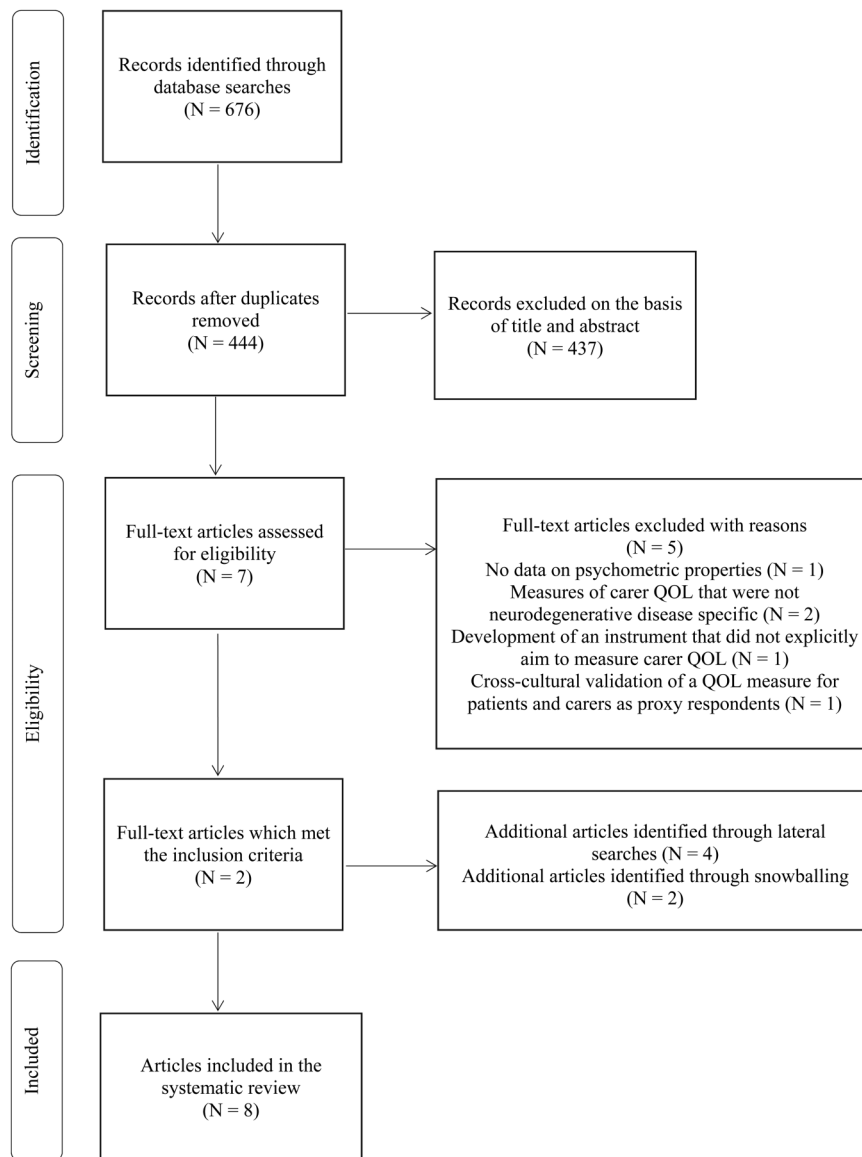 Identification
Records identified through
database searches
(N = 676)
Screening
Records after duplicates
removed
(N = 444)
Records excluded on the basis
of title and abstract
(N = 437)
Eligibility
Full-text articles assessed
for eligibility
(N = 7)
Full-text articles excluded with reasons
(N = 5)
No data on psychometric properties (N = 1)
Measures of carer QOL that were not
neurodegenerative disease specific (N = 2)
Development of an instrument that did not explicitly
aim to measure carer QOL (N = 1)
Cross-cultural validation of a QOL measure for
patients and carers as proxy respondents (N = 1)
Full-text articles which met
the inclusion criteria
(N = 2)
Additional articles identified through lateral
searches (N = 4)
Additional articles identified through snowballing
(N = 2)
Included
Articles included in the
systematic review
(N = 8)